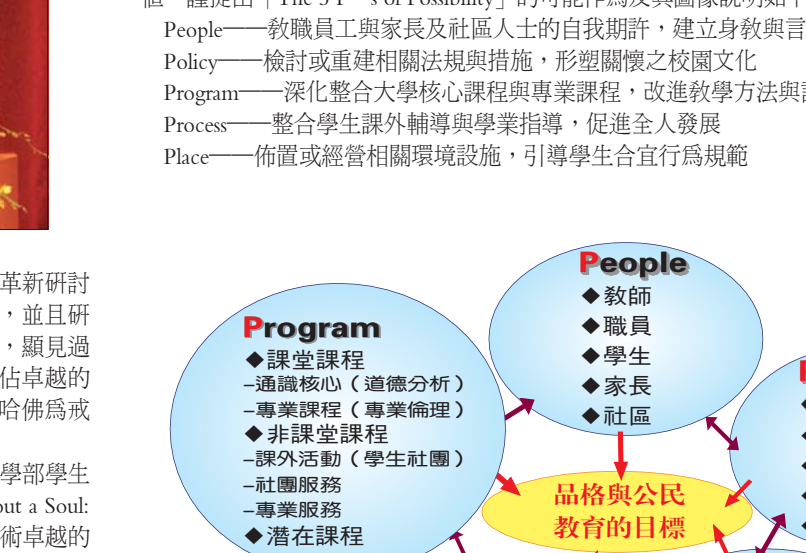 People──教職員工與家長及社區人士的自我期許，建立身教與言
Policy──檢討或重建相關法規與措施，形塑關懷之校園文化
Program──深化整合大學核心課程與專業課程，改進教學方法與
Process──整合學生課外輔導與學業指導，促進全人發展
Place──佈置或經營相關環境設施，引導學生合宜行為規範
革新研討
，並且研
，顯見過
佔卓越的
哈佛為戒
學部學生
out a Soul:
術卓越的
Program
◆課堂課程
–通識核心（道德分析）
–專業課程（專業倫理）
◆非課堂課程
–課外活動（學生社團）
–社團服務
–專業服務
◆潛在課程
People
◆教師
◆職員
◆學生
◆家長
◆社區
品格與公民
教育的目標